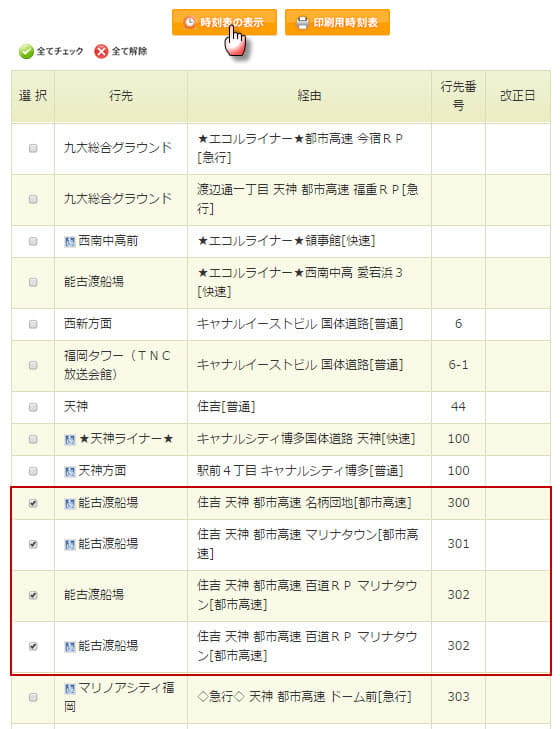 時刻表の表示 印刷用時刻表
全てチェック 全て解除
選 択 行先 経由 行先番
号 改正日
九大総合グラウンド ★エコルライナー★都市高速 今宿ＲＰ
[急行]
九大総合グラウンド 渡辺通一丁目 天神 都市高速 福重ＲＰ[急
行]
西南中高前 ★エコルライナー★領事館[快速]
能古渡船場 ★エコルライナー★西南中高 愛宕浜３
[快速]
西新方面 キャナルイーストビル 国体道路[普通] 6
福岡タワー（ＴＮＣ
放送会館） キャナルイーストビル 国体道路[普通] 6-1
天神 住吉[普通] 44
★天神ライナー★ キャナルシティ博多国体道路 天神[快速] 100
天神方面 駅前４丁目 キャナルシティ博多[普通] 100
能古渡船場 住吉 天神 都市高速 名柄団地[都市高速] 300
能古渡船場 住吉 天神 都市高速 マリナタウン[都市高
速] 301
能古渡船場 住吉 天神 都市高速 百道ＲＰ マリナタウ
ン[都市高速] 302
能古渡船場 住吉 天神 都市高速 百道ＲＰ マリナタウ
ン[都市高速] 302
マリノアシティ福
岡 ◇急行◇ 天神 都市高速 ドーム前[急行] 303